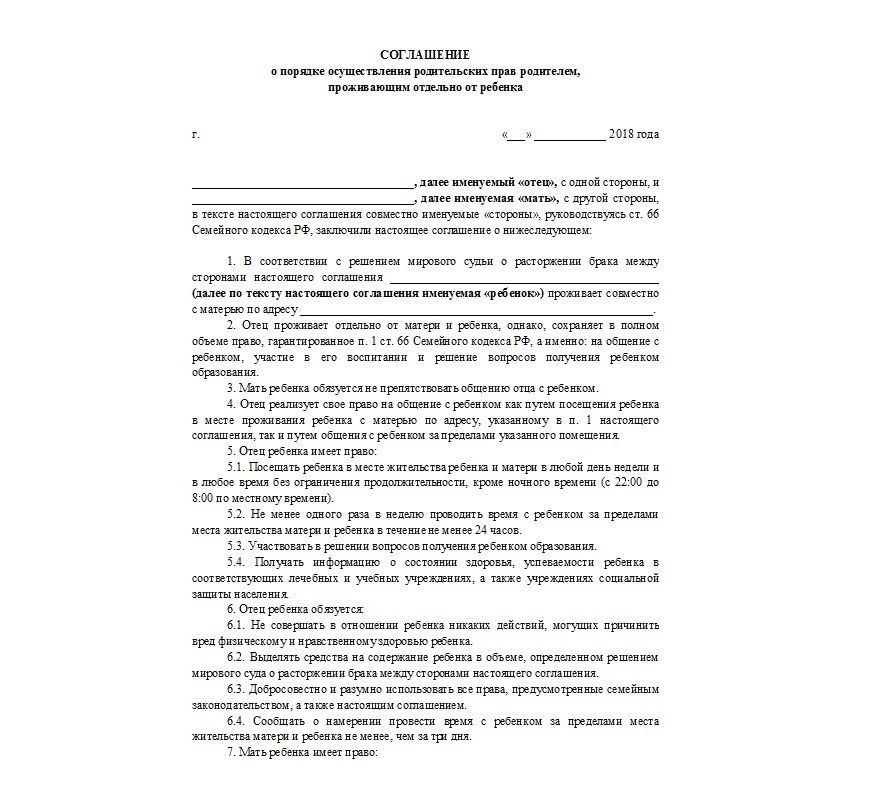 СОГЛАШЕНИЕ
о порядке осуществления родительских прав родителем,
проживающим отдельно от ребенка
г. «___» ____________ 2018 года
_____________________________________, далее именуемый «отец», с одной стороны, и
_____________________________________, далее именуемая «мать», с другой стороны,
в тексте настоящего соглашения совместно именуемые «стороны», руководствуясь ст. 66
Семейного кодекса РФ, заключили настоящее соглашение о нижеследующем:
1. В соответствии с решением мирового судьи о расторжении брака между
сторонами настоящего соглашения _____________________________________________
(далее по тексту настоящего соглашения именуемая «ребенок») проживает совместно
с матерью по адресу ___________________________________________________________.
2. Отец проживает отдельно от матери и ребенка, однако, сохраняет в полном
объеме право, гарантированное п. 1 ст. 66 Семейного кодекса РФ, а именно: на общение с
ребенком, участие в его воспитании и решение вопросов получения ребенком
образования.
3. Мать ребенка обязуется не препятствовать общению отца с ребенком.
4. Отец реализует свое право на общение с ребенком как путем посещения ребенка
в месте проживания ребенка с матерью по адресу, указанному в п. 1 настоящего
соглашения, так и путем общения с ребенком за пределами указанного помещения.
5. Отец ребенка имеет право:
5.1. Посещать ребенка в месте жительства ребенка и матери в любой день недели и
в любое время без ограничения продолжительности, кроме ночного времени (с 22:00 до
8:00 по местному времени).
5.2. Не менее одного раза в неделю проводить время с ребенком за пределами
места жительства матери и ребенка в течение не менее 24 часов.
5.3. Участвовать в решении вопросов получения ребенком образования.
5.4. Получать информацию о состоянии здоровья, успеваемости ребенка в
соответствующих лечебных и учебных учреждениях, а также учреждениях социальной
защиты населения.
6. Отец ребенка обязуется:
6.1. Не совершать в отношении ребенка никаких действий, могущих причинить
вред физическому и нравственному здоровью ребенка.
6.2. Выделять средства на содержание ребенка в объеме, определенном решением
мирового суда о расторжении брака между сторонами настоящего соглашения.
6.3. Добросовестно и разумно использовать все права, предусмотренные семейным
законодательством, а также настоящим соглашением.
6.4. Сообщать о намерении провести время с ребенком за пределами места
жительства матери и ребенка не менее, чем за три дня.
7. Мать ребенка имеет право: